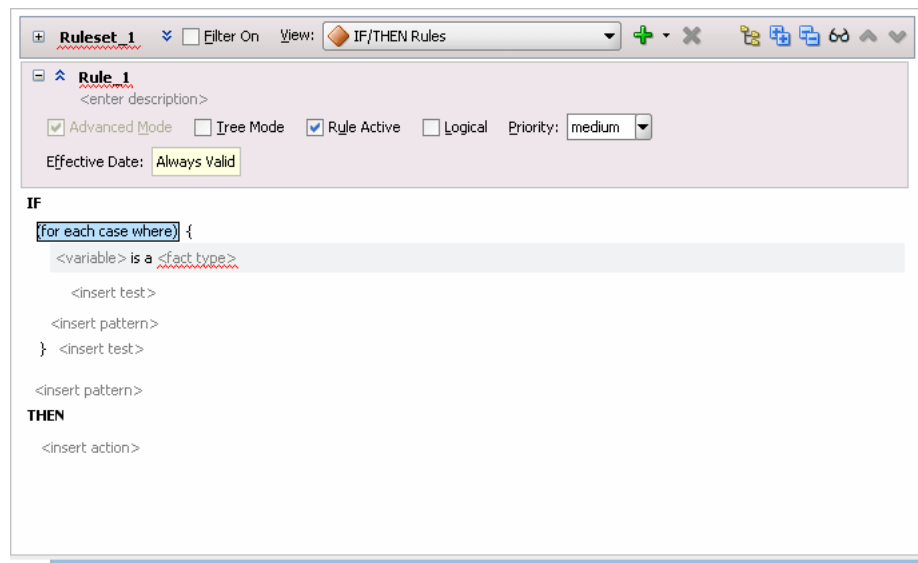 Ruleset_1 Filter On View: IF/THEN Rules
Rule_1
<enter description>
Advanced Mode Tree Mode Rule Active Logical Priority: medium
Effective Date: Always Valid
IF
(for each case where) {
<variable> is a <fact type>
<insert test>
<insert pattern>
} <insert test>
<insert pattern>
THEN
<insert action>